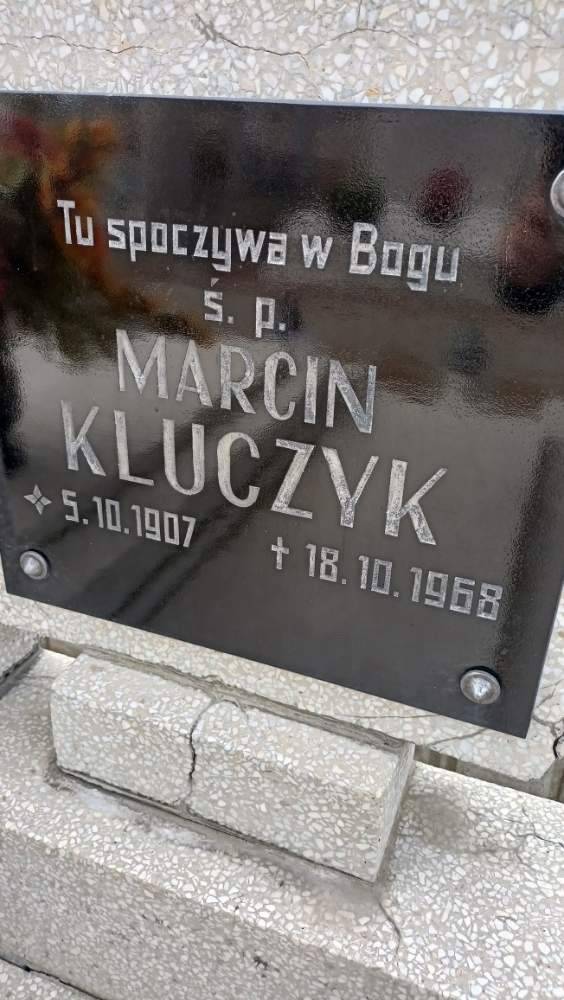 Tu spoczywa w Bogu
ś. p.
MARCIN
KLUCZYK
5.10.1907
† 18.10.1968